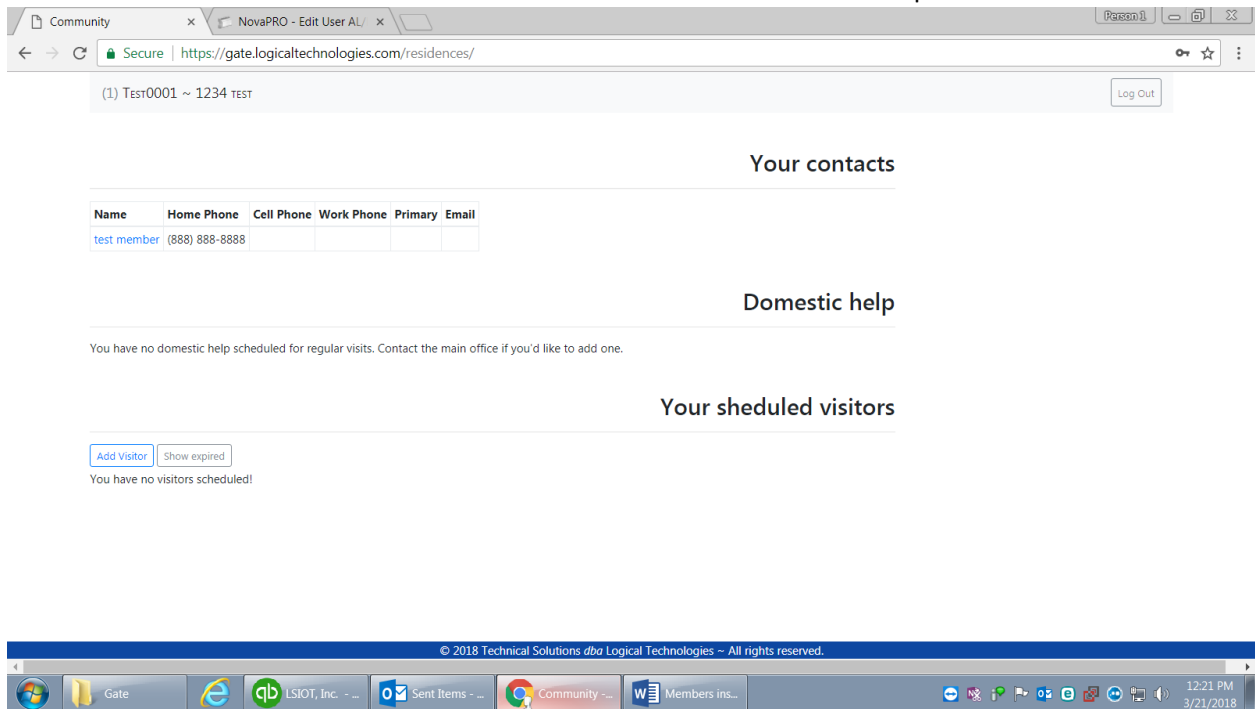 Community
NovaPRO - Edit User AL/
Person 1
Secure | https://gate.logicaltechnologies.com/residences/
(1) TEST0001 ~ 1234 TEST
Log Out
Your contacts
Name Home Phone Cell Phone Work Phone Primary Email
test member (888) 888-8888
Domestic help
You have no domestic help scheduled for regular visits. Contact the main office if you'd like to add one.
Your sheduled visitors
Add Visitor Show expired
You have no visitors scheduled!
© 2018 Technical Solutions dba Logical Technologies ~ All rights reserved.
Gate
LSIOT, Inc. - ...
Sent Items - ...
Community -...
Members ins...
12:21 PM
3/21/2018